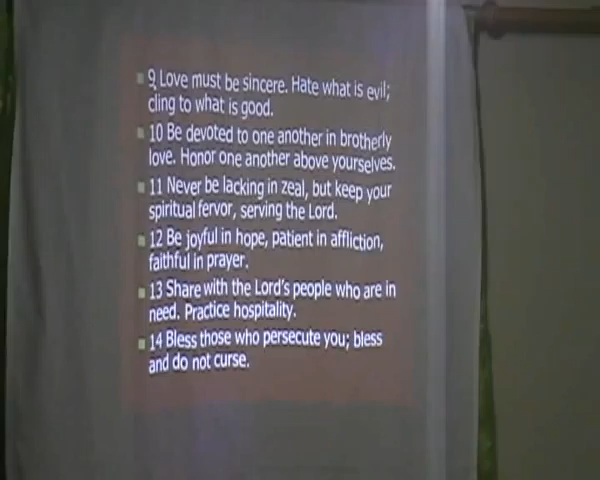 9 Love must be sincere. Hate what is evil;
cling to what is good.
10 Be devoted to one another in brotherly
love. Honor one another above yourselves.
11 Never be lacking in zeal, but keep your
spiritual fervor, serving the Lord.
12 Be joyful in hope, patient in affliction,
faithful in prayer.
13 Share with the Lord's people who are in
need. Practice hospitality.
14 Bless those who persecute you; bless
and do not curse.